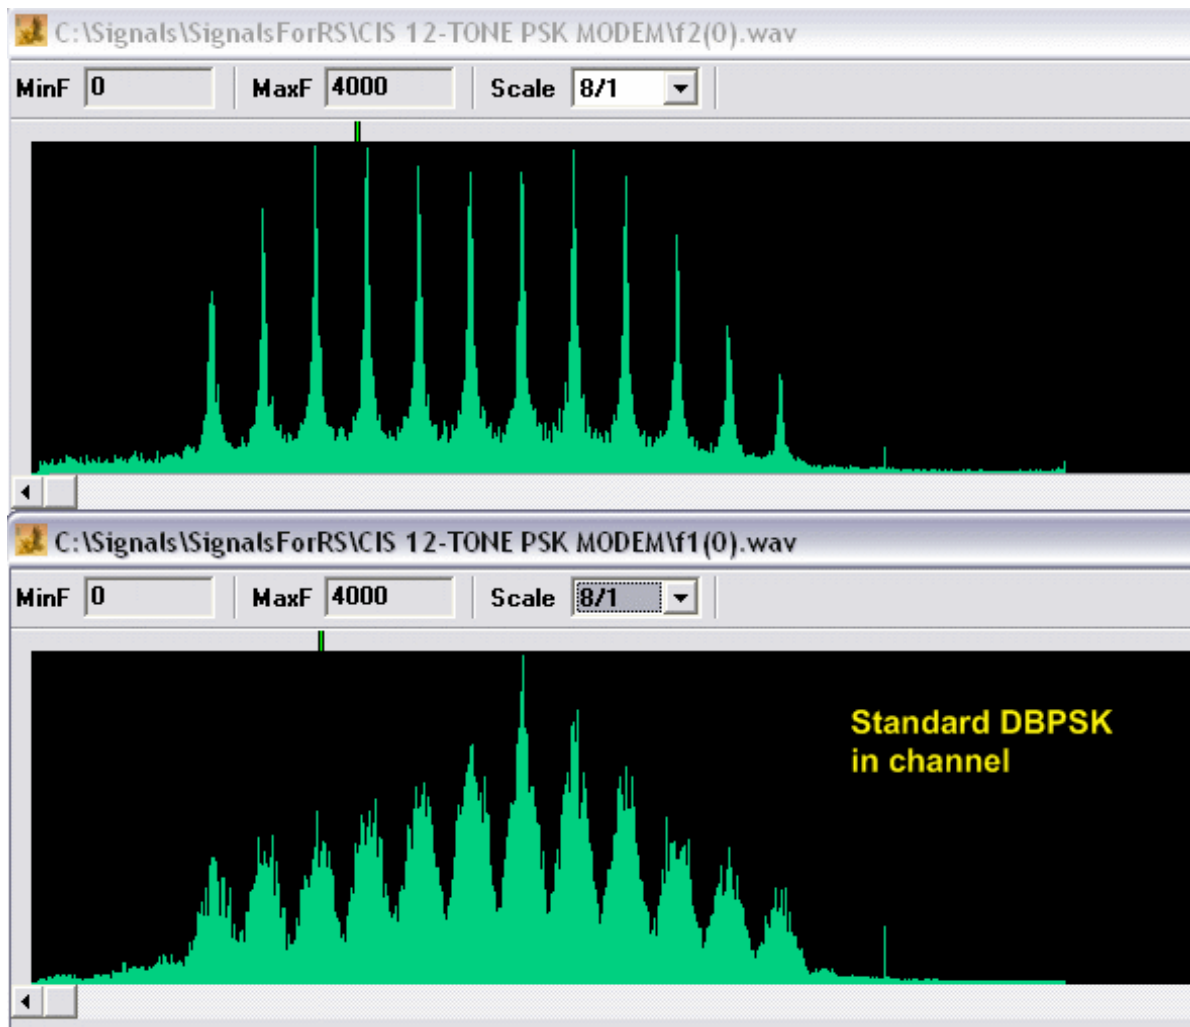 C:\Signals\SignalsForRS\CIS 12-TONE PSK MODEM\f2(0).wav
MinF 0 MaxF 4000 Scale 8/1
C:\Signals\SignalsForRS\CIS 12-TONE PSK MODEM\f1(0).wav
MinF 0 MaxF 4000 Scale 8/1
Standard DBPSK
in channel